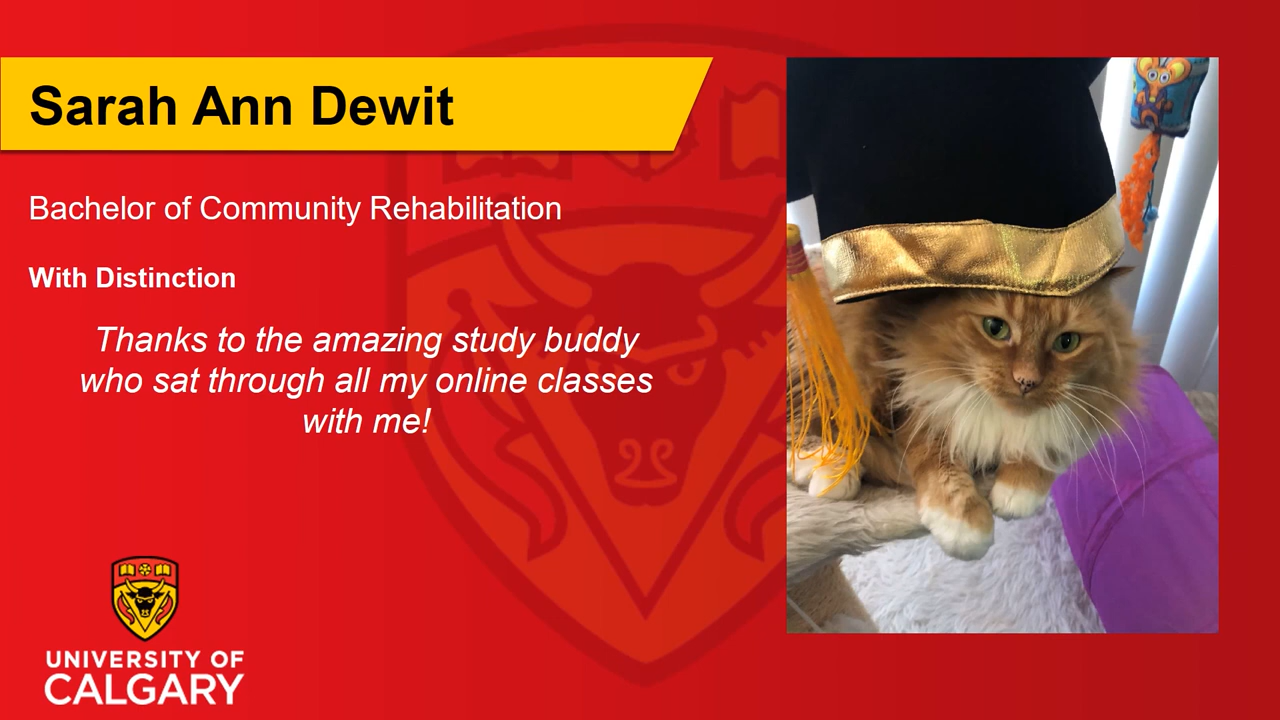 Sarah Ann Dewit
Bachelor of Community Rehabilitation
With Distinction
Thanks to the amazing study buddy
who sat through all my online classes
with me!
UNIVERSITY OF
CALGARY